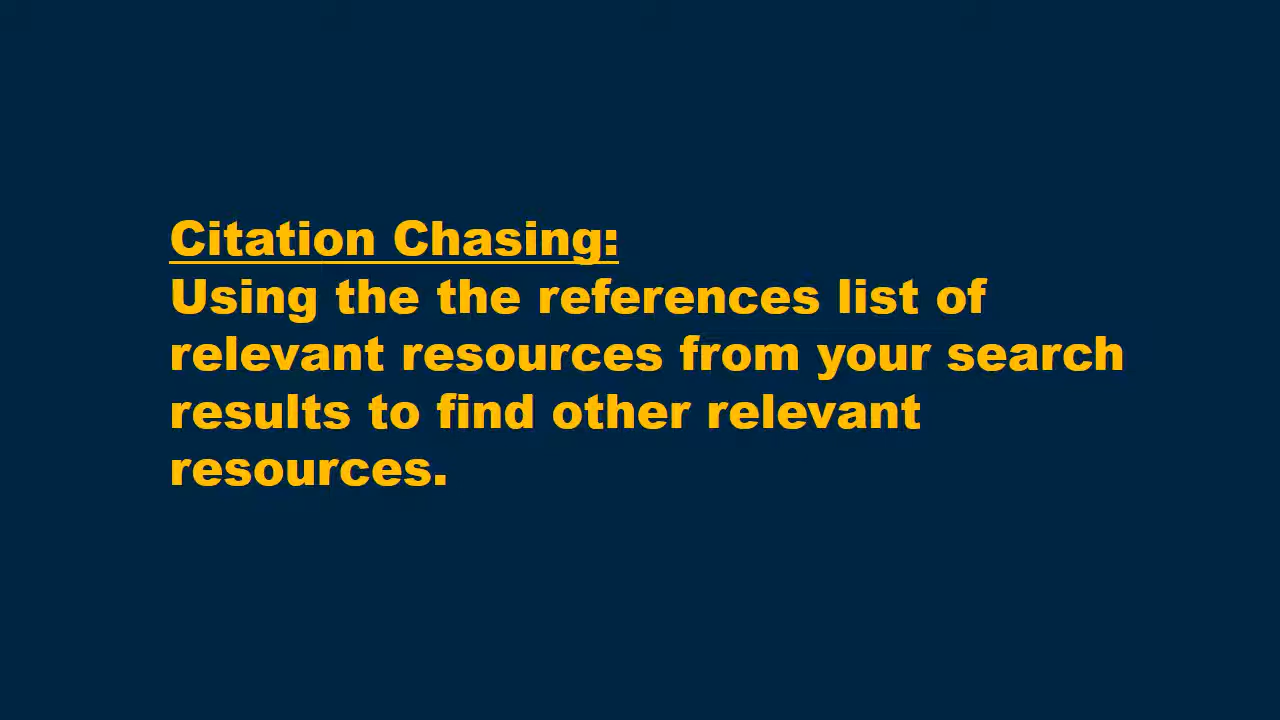 Citation Chasing:
Using the the references list of
relevant resources from your search
results to find other relevant
resources.